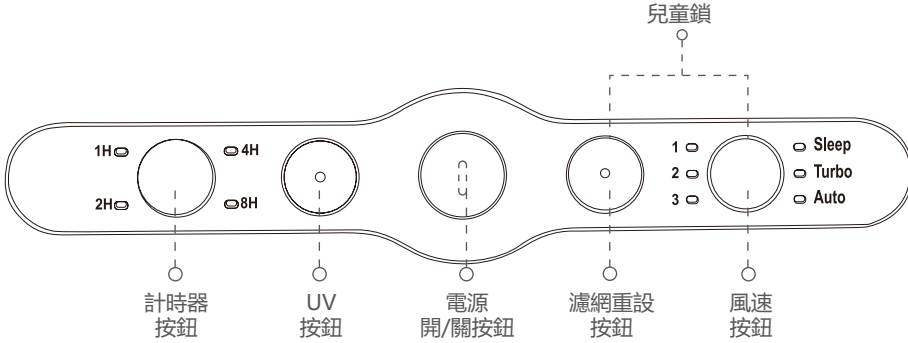 兒童鎖
1H 4H 1 Sleep
2 Turbo
2H 8H 3 Auto
計時器
按鈕
UV
按鈕
電源
開/關按鈕
濾網重設
按鈕
風速
按鈕